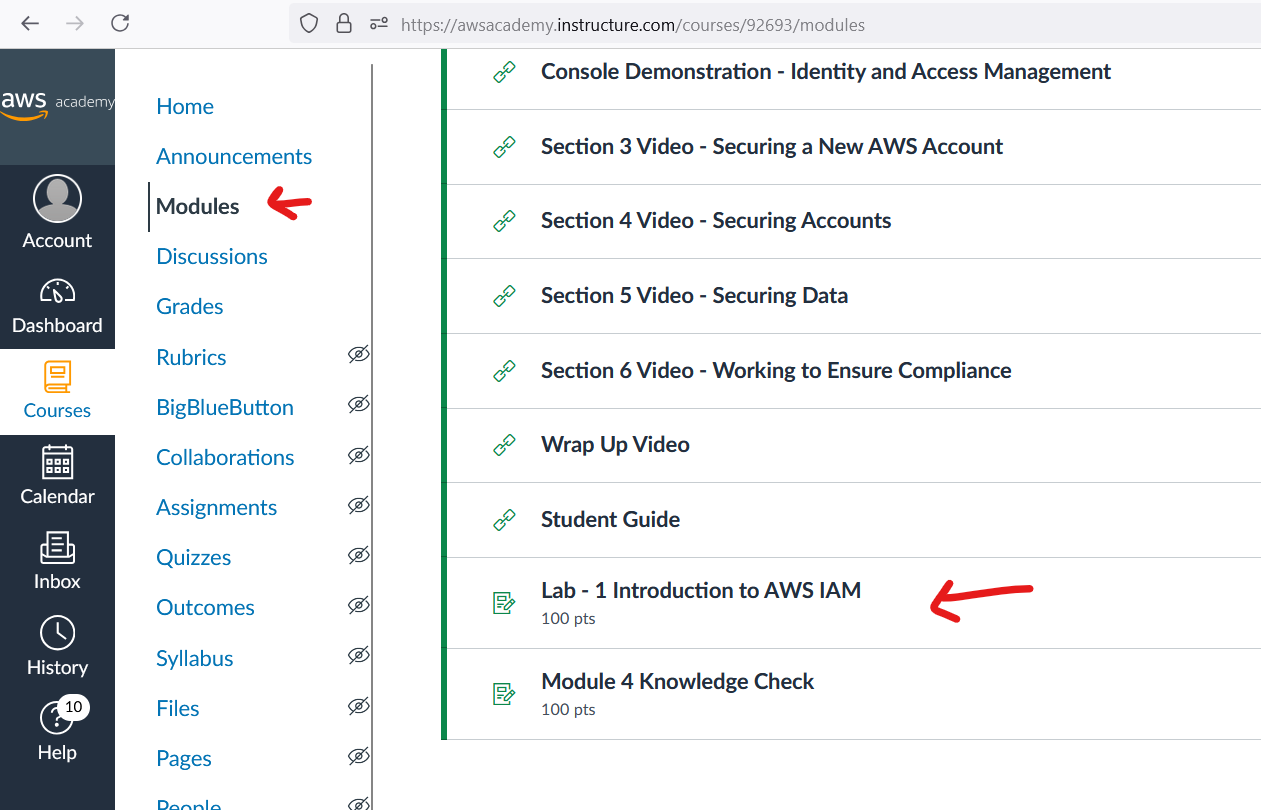 https://awsacademy.instructure.com/courses/92693/modules
aws academy
Account
Dashboard
Courses
Calendar
Inbox
History
10
Help
Home
Announcements
Modules
Discussions
Grades
Rubrics
BigBlueButton
Collaborations
Assignments
Quizzes
Outcomes
Syllabus
Files
Pages
People
Console Demonstration - Identity and Access Management
Section 3 Video - Securing a New AWS Account
Section 4 Video - Securing Accounts
Section 5 Video - Securing Data
Section 6 Video - Working to Ensure Compliance
Wrap Up Video
Student Guide
Lab - 1 Introduction to AWS IAM
100 pts
Module 4 Knowledge Check
100 pts